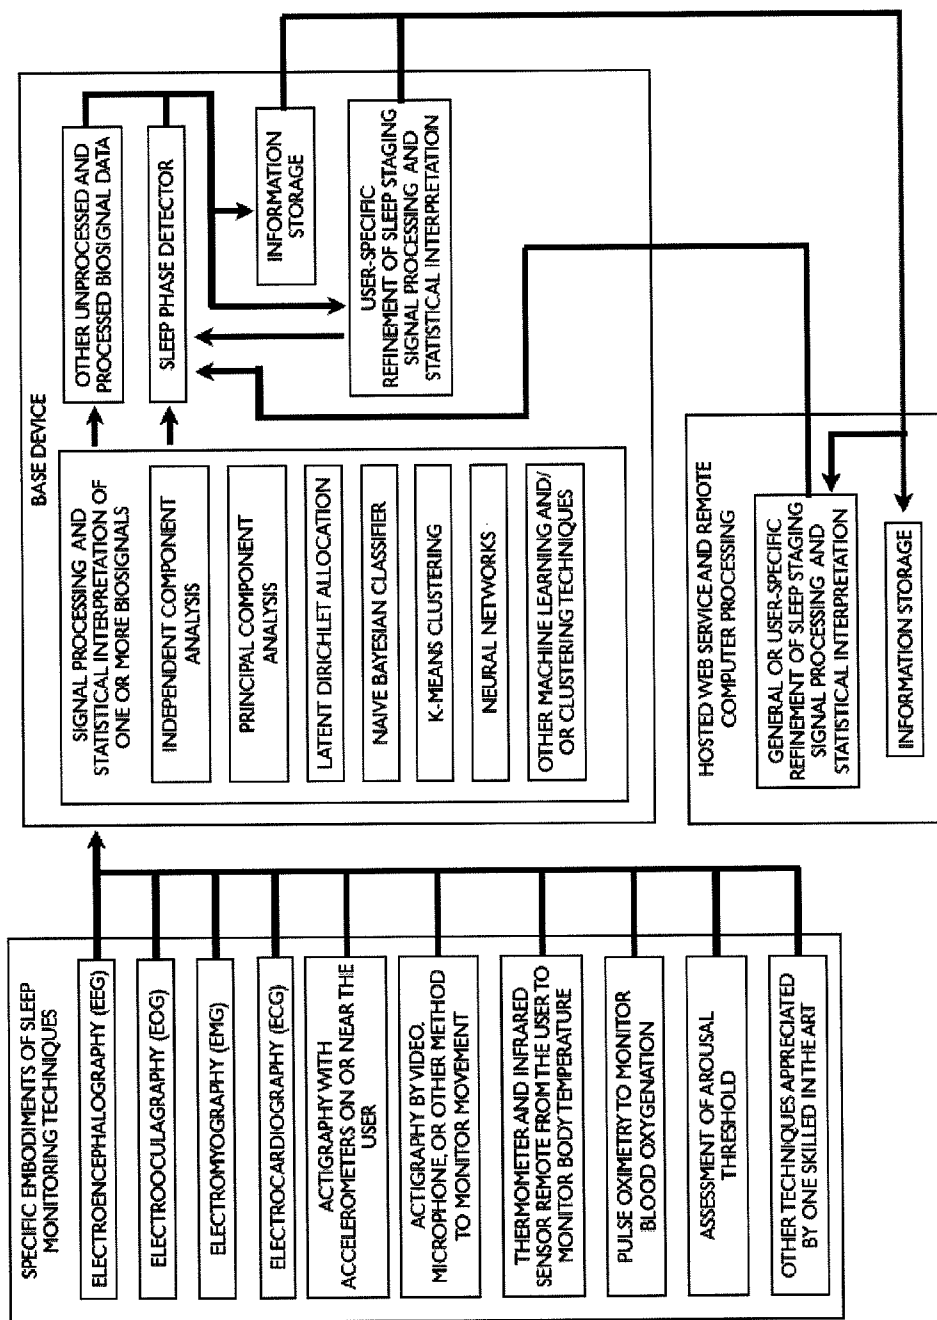 SPECIFIC EMBODIMENTS OF SLEEP
MONITORING TECHNIQUES
ELECTROENCEPHALOGRAPHY (EEG)
ELECTROOCULAGRAPHY (EOG)
ELECTROMYOGRAPHY (EMG)
ELECTROCARDIOGRAPHY (ECG)
ACTIGRAPHY WITH
ACCELEROMETERS ON OR NEAR THE
USER
ACTIGRAPHY BY VIDEO,
MICROPHONE, OR OTHER METHOD
TO MONITOR MOVEMENT
THERMOMETER AND INFRARED
SENSOR REMOTE FROM THE USER TO
MONITOR BODY TEMPERATURE
PULSE OXIMETRY TO MONITOR
BLOOD OXYGENATION
ASSESSMENT OF AROUSAL
THRESHOLD
OTHER TECHNIQUES APPRECIATED
BY ONE SKILLED IN THE ART
BASE DEVICE
SIGNAL PROCESSING AND
STATISTICAL INTERPRETATION OF
ONE OR MORE BIOSIGNALS
INDEPENDENT COMPONENT
ANALYSIS
PRINCIPAL COMPONENT
ANALYSIS
LATENT DIRICHLET ALLOCATION
NAIVE BAYESIAN CLASSIFIER
K-MEANS CLUSTERING
NEURAL NETWORKS
OTHER MACHINE LEARNING AND/
OR CLUSTERING TECHNIQUES
OTHER UNPROCESSED AND
PROCESSED BIOSIGNAL DATA
SLEEP PHASE DETECTOR
INFORMATION
STORAGE
USER-SPECIFIC
REFINEMENT OF SLEEP STAGING
SIGNAL PROCESSING AND
STATISTICAL INTERPRETATION
HOSTED WEB SERVICE AND REMOTE
COMPUTER PROCESSING
GENERAL OR USER-SPECIFIC
REFINEMENT OF SLEEP STAGING
SIGNAL PROCESSING AND
STATISTICAL INTERPRETATION
INFORMATION STORAGE